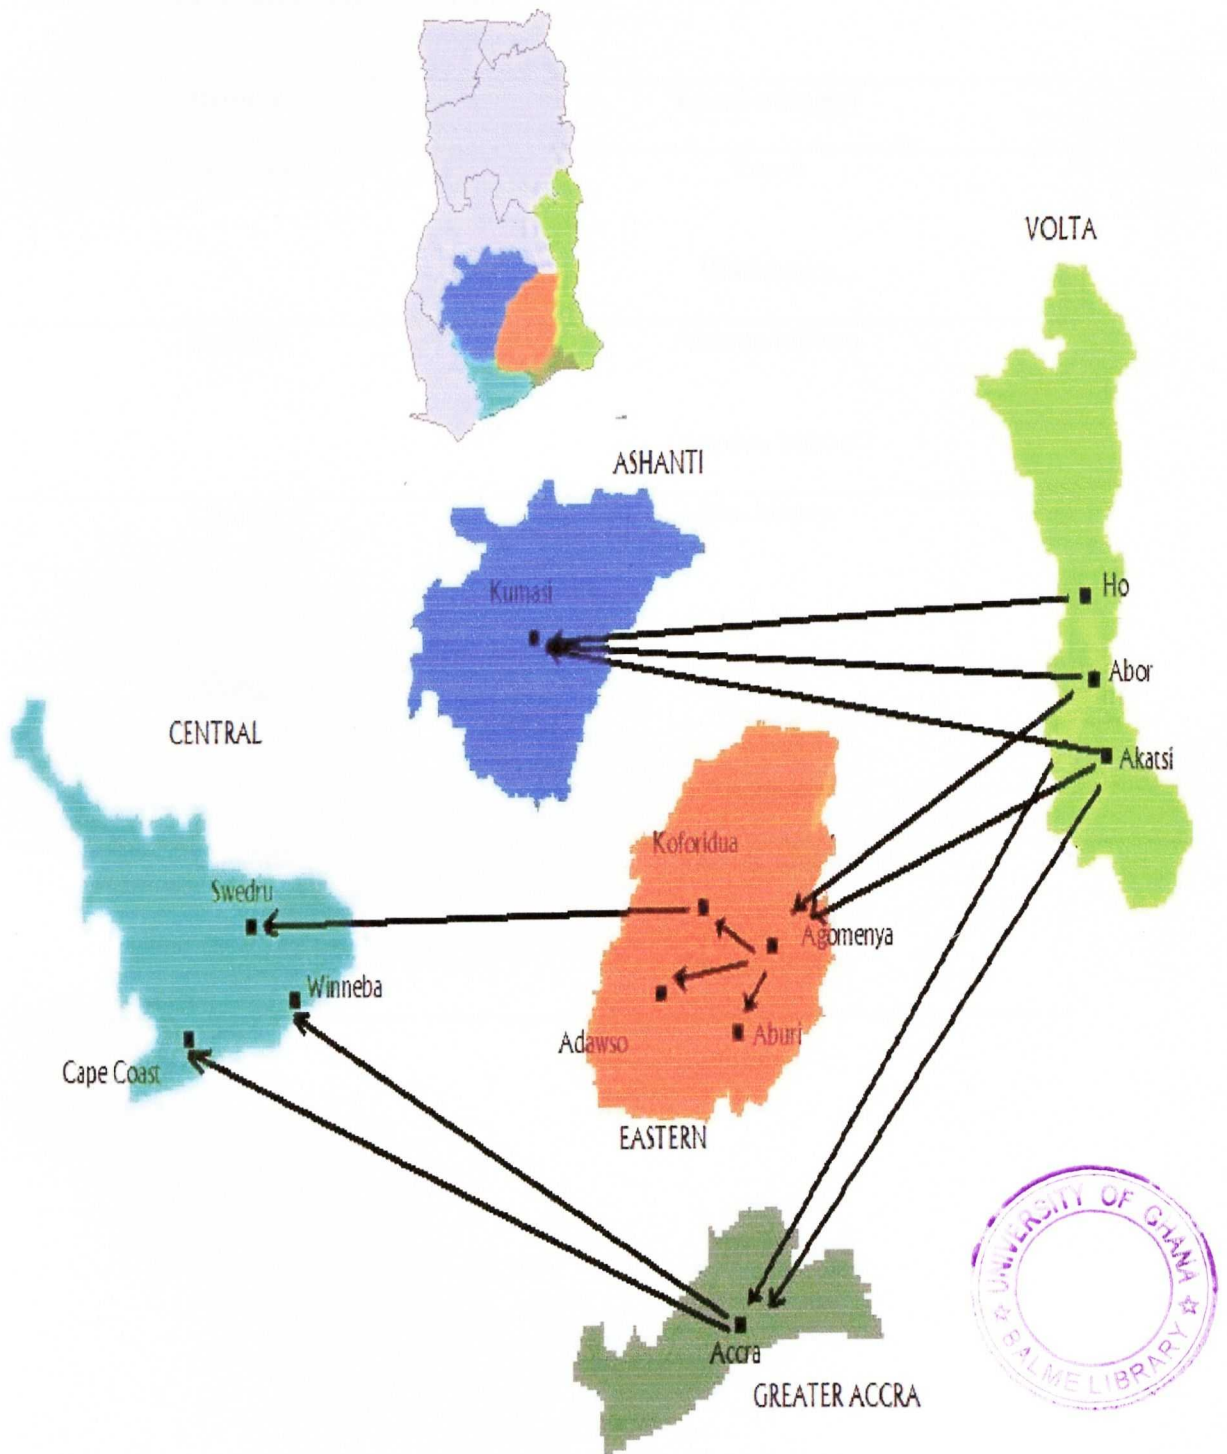 VOLTA
ASHANTI
Kumasi
Ho
Abor
CENTRAL
Akatsi
Koforidua
Swedru
Agomenya
Winneba
Adawso
Aburi
Cape Coast
EASTERN
UNIVERSITY OF GHANA
BALME LIBRARY
Accra
GREATER ACCRA